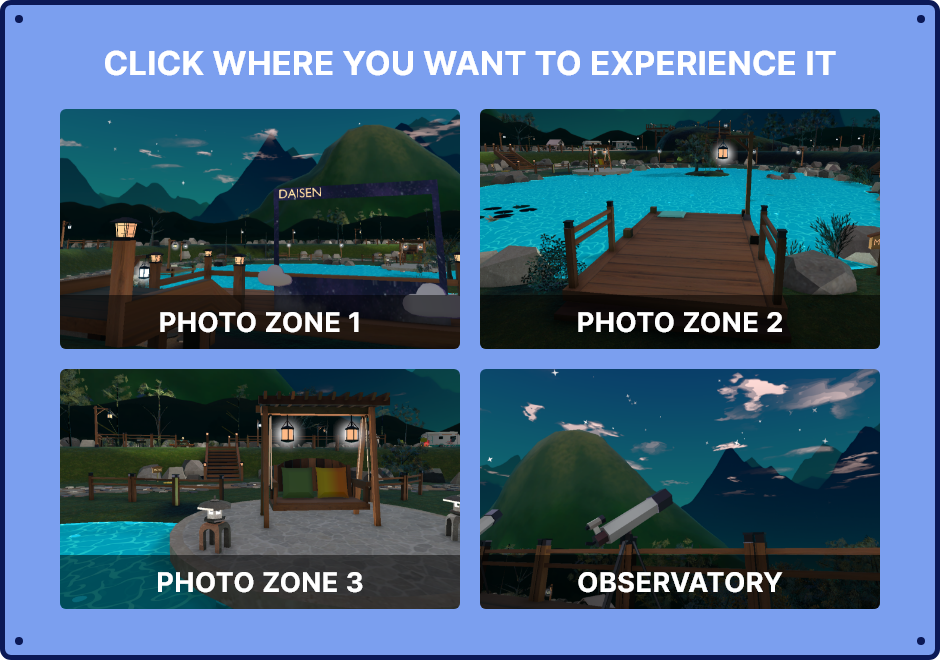 CLICK WHERE YOU WANT TO EXPERIENCE IT
DAISEN
PHOTO ZONE 1
PHOTO ZONE 2
PHOTO ZONE 3
OBSERVATORY